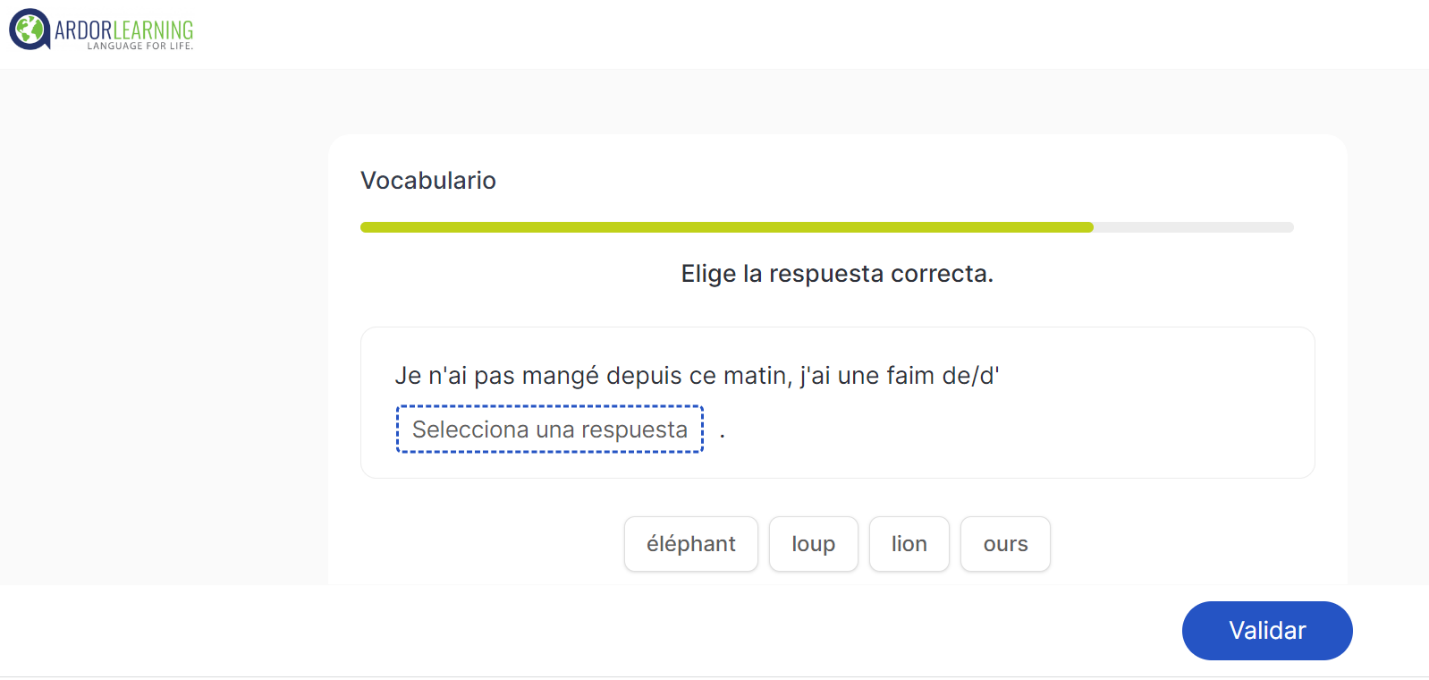 ARDORLEARNING
LANGUAGE FOR LIFE.
Vocabulario
Elige la respuesta correcta.
Je n'ai pas mangé depuis ce matin, j'ai une faim de/d'
Selecciona una respuesta .
éléphant loup lion ours
Validar